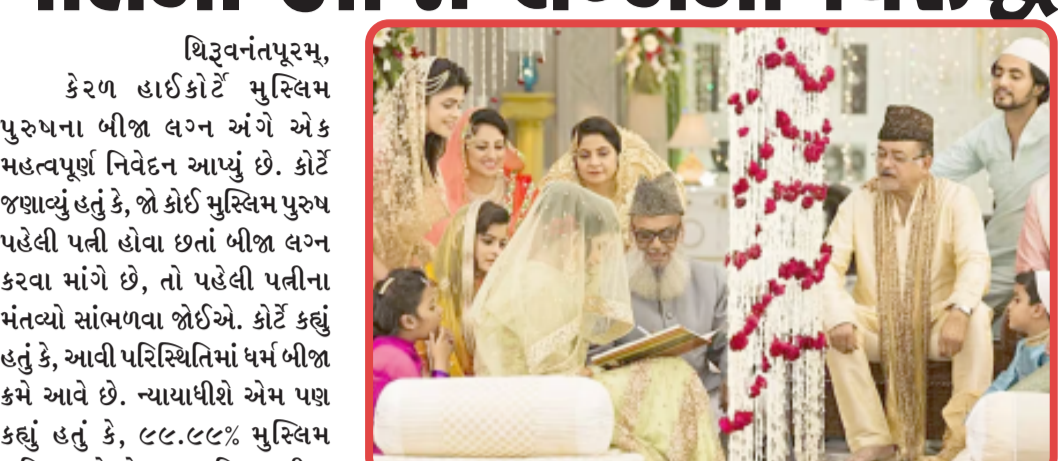 થિરૂવનંતપૂરમ્,
કેરળ હાઈકોર્ટે મુસ્લિમ
પુરુષના બીજા લગ્ન અંગે એક
મહત્વપૂર્ણ નિવેદન આપ્યું છે. કોર્ટે
જણાવ્યું હતું કે, જો કોઈ મુસ્લિમ પુરુષ
પહેલી પત્ની હોવા છતાં બીજા લગ્ન
કરવા માંગે છે, તો પહેલી પત્નીના
મંતવ્યો સાંભળવા જોઈએ. કોર્ટે કહ્યું
હતું કે, આવી પરિસ્થિતિમાં ધર્મ બીજા
ક્રમે આવે છે. ન્યાયાધીશે એમ પણ
કહ્યું હતું કે, ૯૯.૯૯% મુસ્લિમ